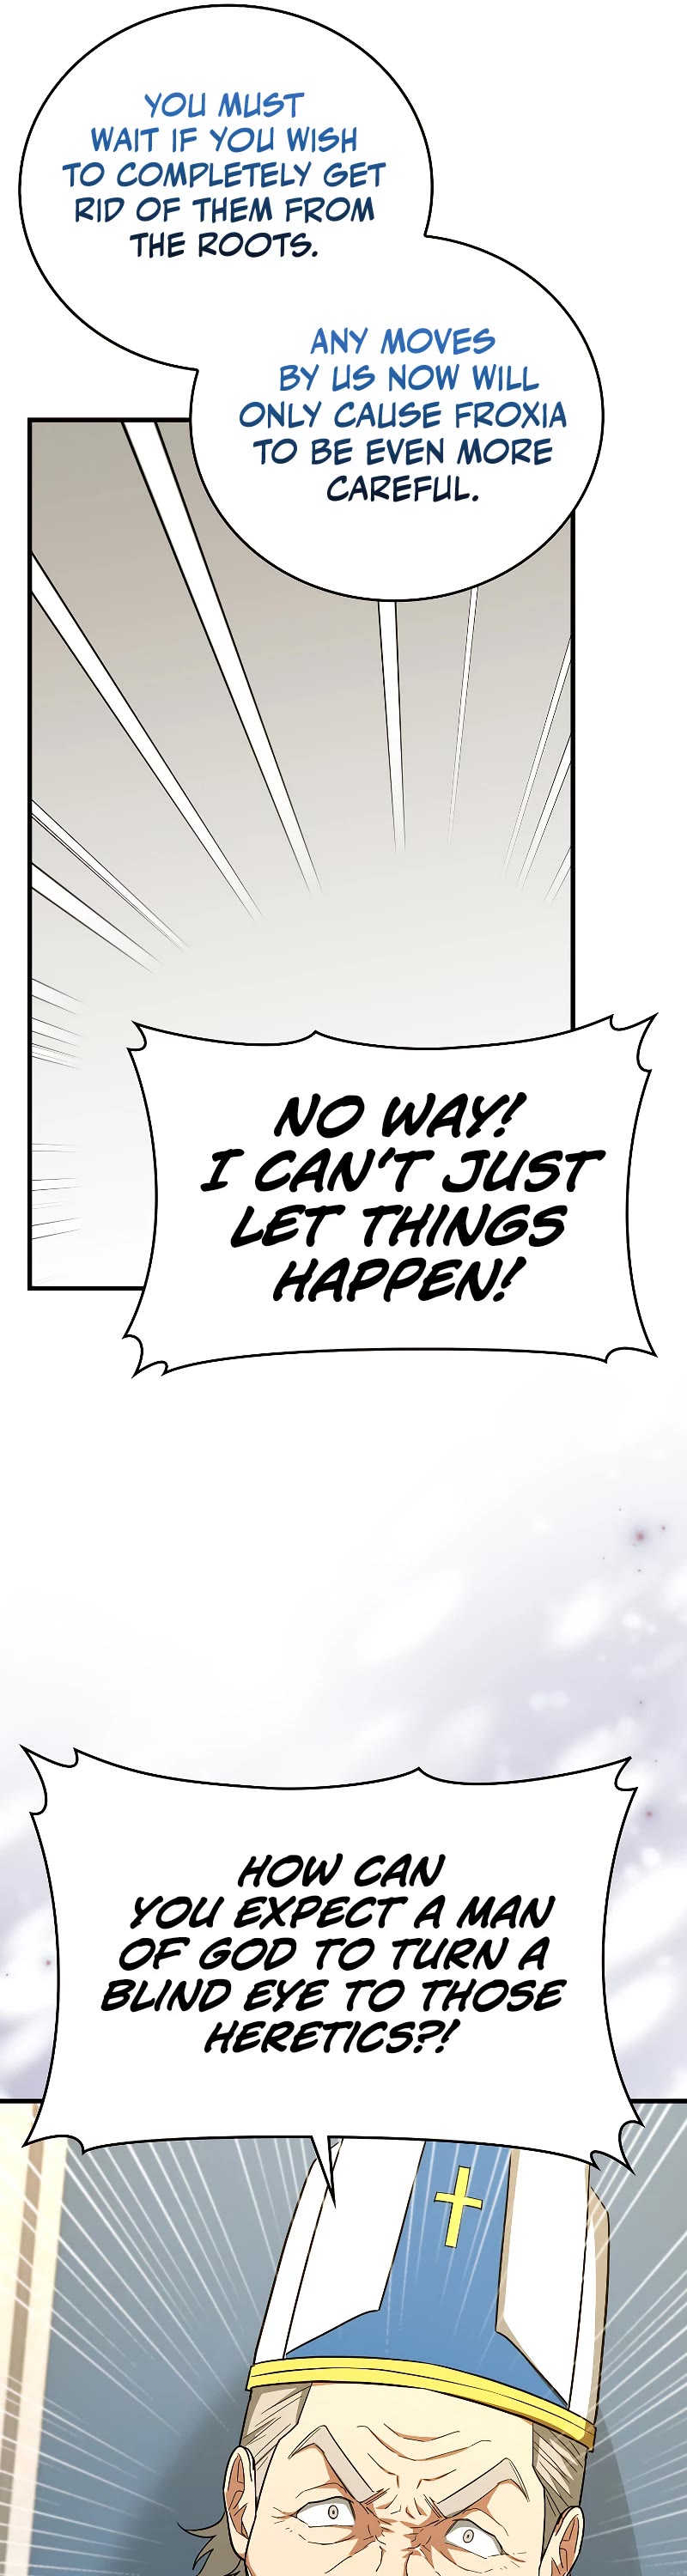 YOU MUST
WAIT IF YOU WISH
TO COMPLETELY GET
RID OF THEM FROM
THE ROOTS.
ANY MOVES
BY US NOW WILL
ONLY CAUSE FROXIA
TO BE EVEN MORE
CAREFUL.
NO WAY!
I CAN'T JUST
LET THINGS
HAPPEN!
HOW CAN
YOU EXPECT A MAN
OF GOD TO TURN A
BLIND EYE TO THOSE
HERETICS?!